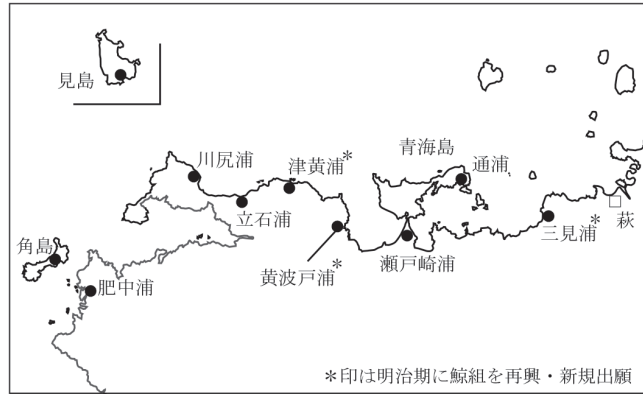 見島
青海島
川尻浦
津黄浦*
通浦
立石浦
萩
三見浦*
角島
黄波戸浦*
瀬戸崎浦
肥中浦
*印は明治期に鯨組を再興・新規出願